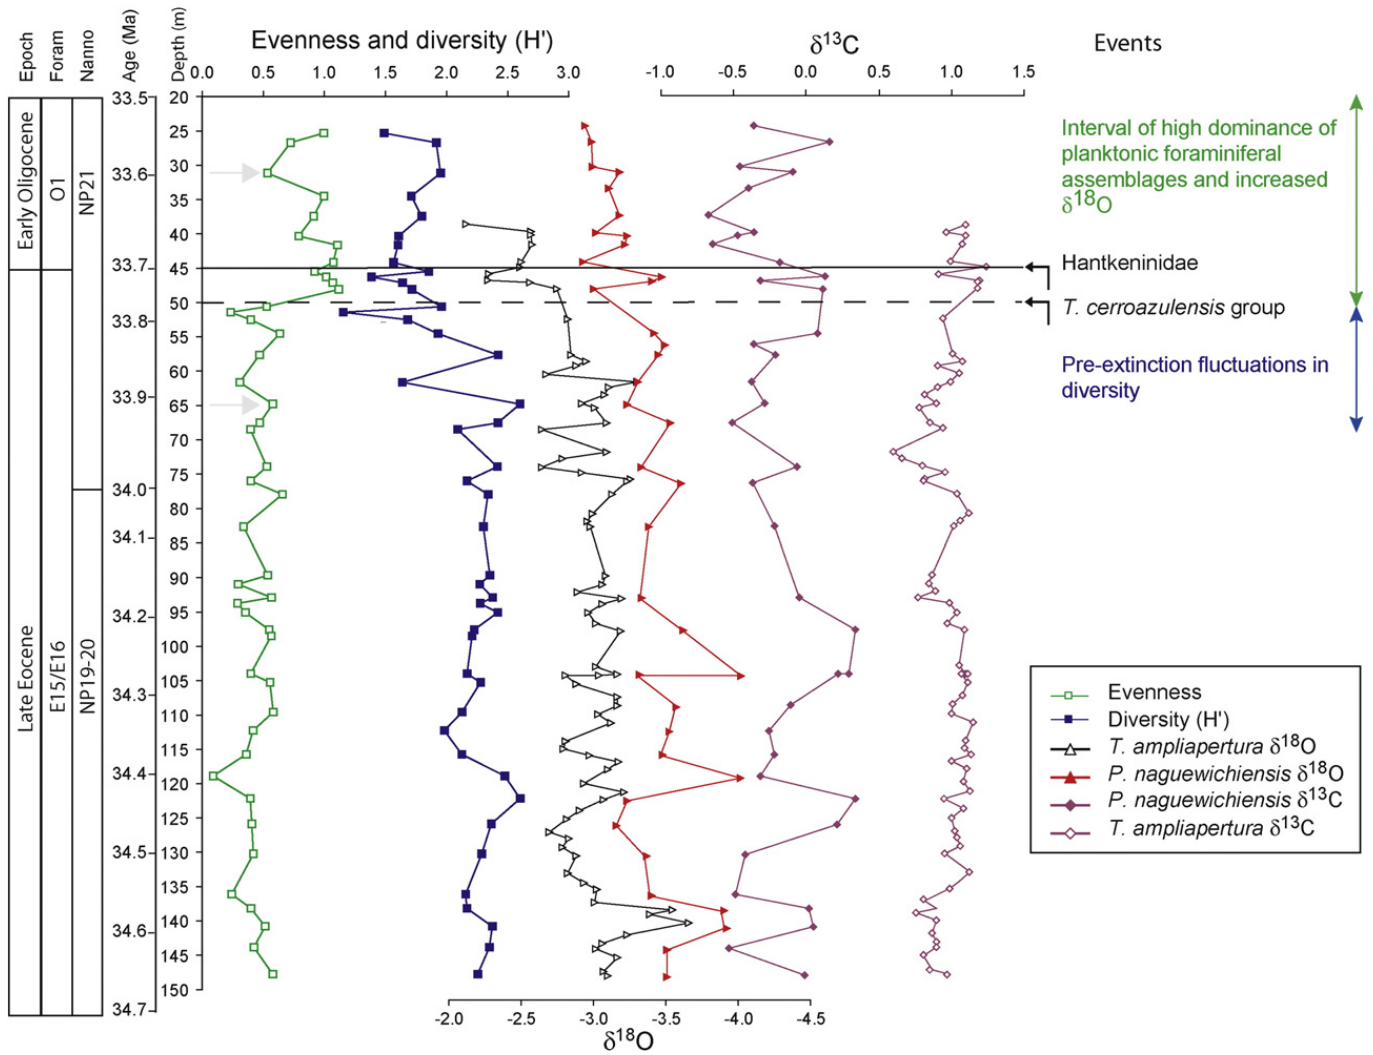 Epoch
Foram
Nanno
Age (Ma)
Depth (m)
Evenness and diversity (H')
δ13C
Events
0.0 0.5 1.0 1.5 2.0 2.5 3.0
-1.0 -0.5 0.0 0.5 1.0 1.5
Early Oligocene
Late Eocene
O1
E15/E16
NP21
NP19-20
33.5
33.6
33.7
33.8
33.9
34.0
34.1
34.2
34.3
34.4
34.5
34.6
34.7
20
25
30
35
40
45
50
55
60
65
70
75
80
85
90
95
100
105
110
115
120
125
130
135
140
145
150
Interval of high dominance of
planktonic foraminiferal
assemblages and increased
δ18O
Hantkeninidae
T. cerroazulensis group
Pre-extinction fluctuations in
diversity
Evenness
Diversity (H')
T. ampliapertura δ18O
P. naguewichiensis δ18O
P. naguewichiensis δ13C
T. ampliapertura δ13C
-2.0 -2.5 -3.0 -3.5 -4.0 -4.5
δ18O